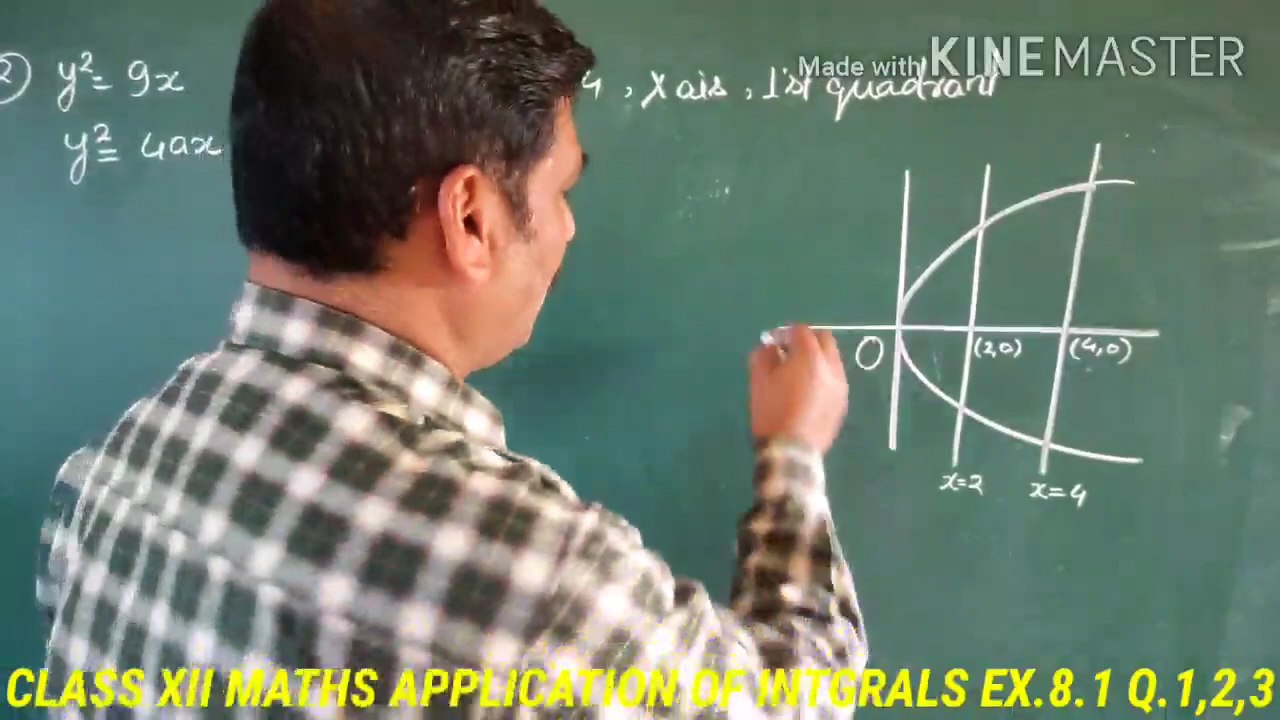 2) y² = 9x 4 , X ais , 1st quadrant
Made with KINEMASTER
y² = 4ax
O (2,0) (4,0)
x=2 x=4
CLASS XII MATHS APPLICATION OF INTGRALS EX.8.1 Q.1,2,3